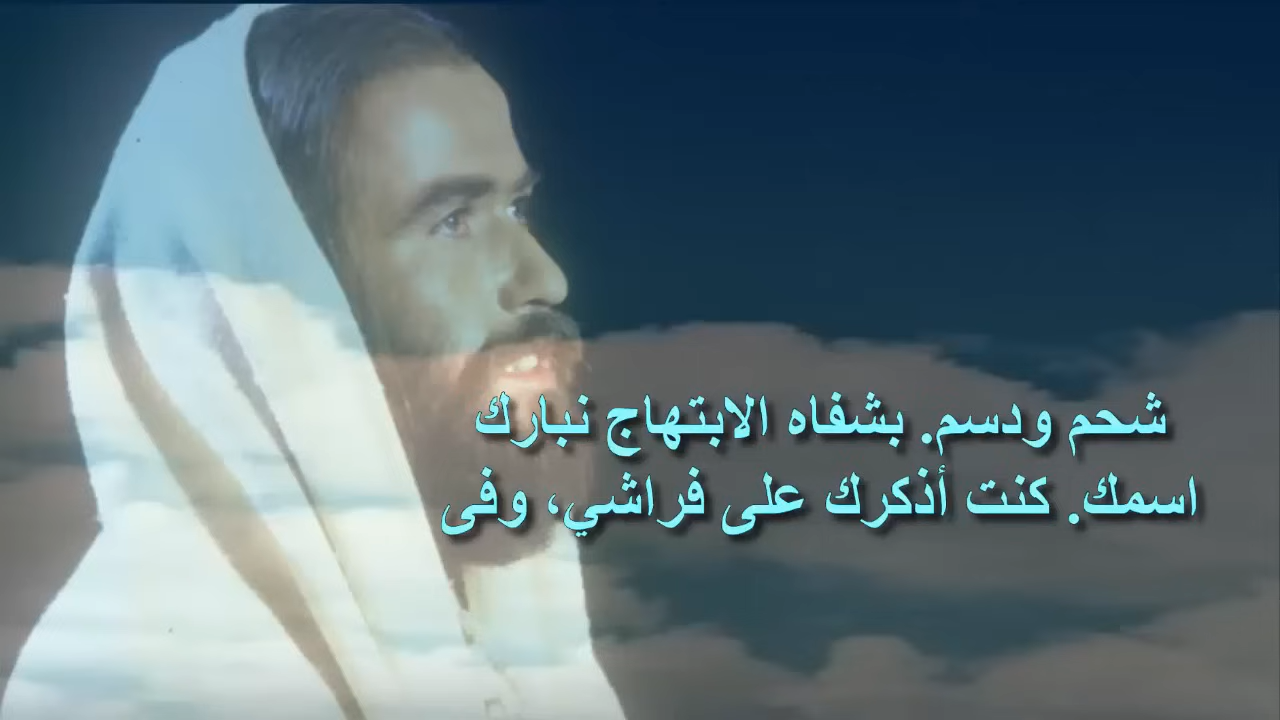 شحم ودسم. بشفاه الابتهاج نبارك
اسمك. كنت أذكرك على فراشي، وفى